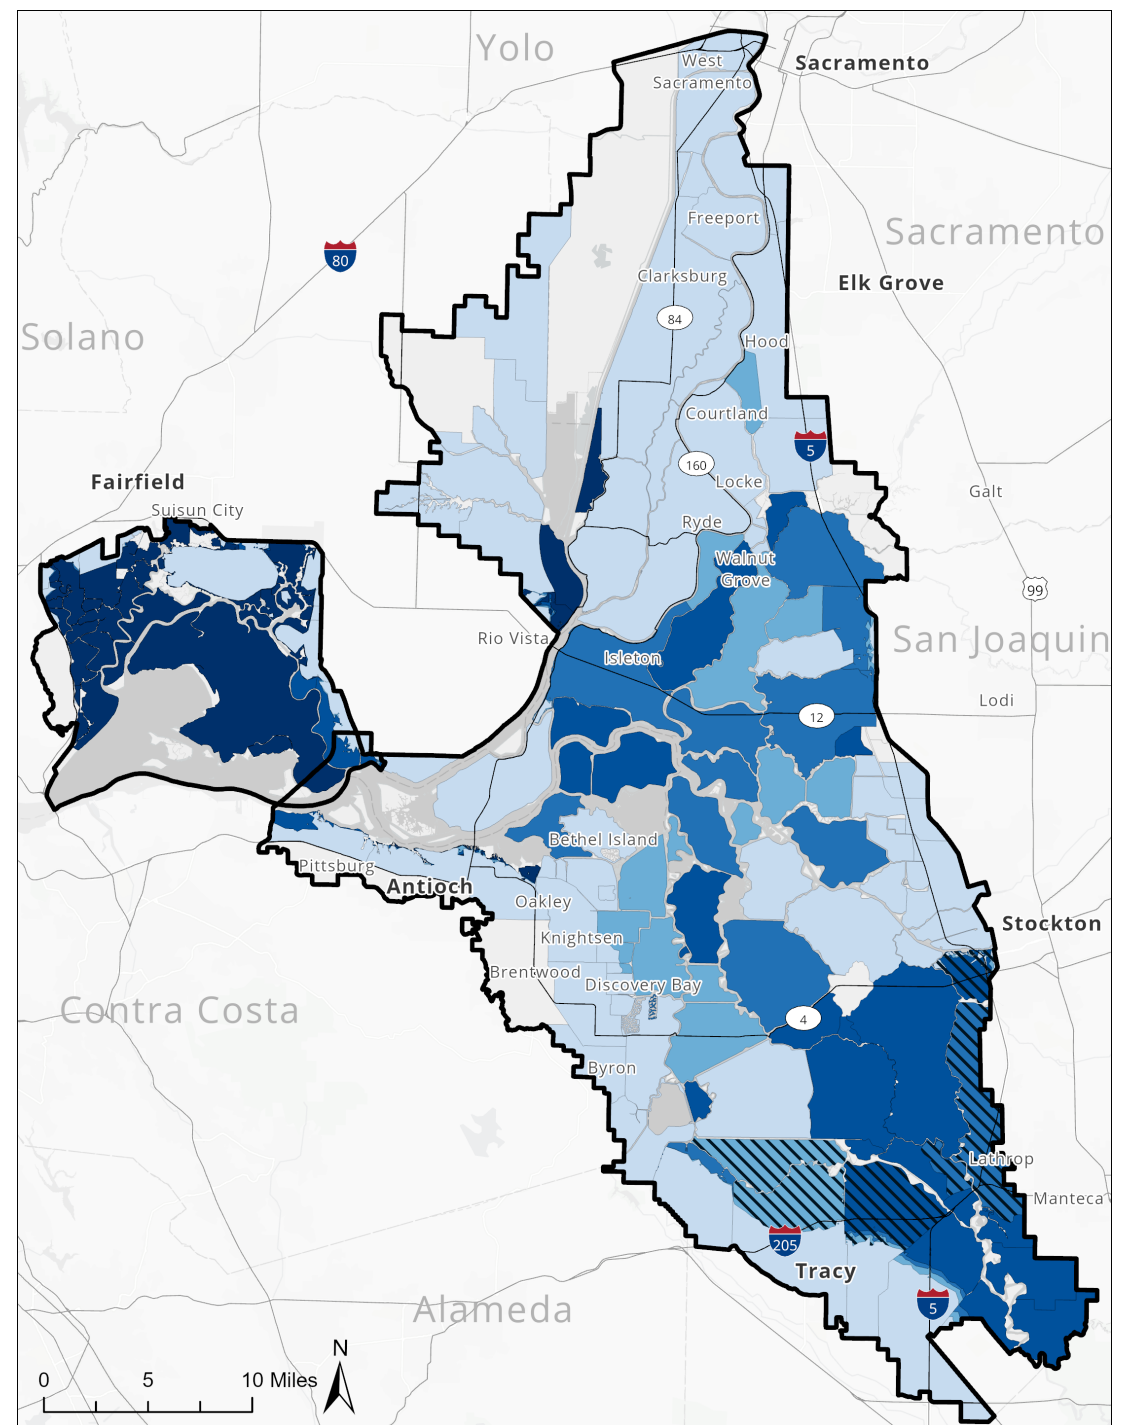 Yolo
West
Sacramento
Sacramento
Freeport
Sacramento
80
Clarksburg
Elk Grove
84
Solano
Hood
Courtland
5
160
Locke
Fairfield
Galt
Suisun City
Ryde
Walnut
Grove
99
Rio Vista
San Joaquin
Isleton
Lodi
12
Bethel Island
Pittsburg
Antioch
Oakley
Stockton
Knightsen
Brentwood
Discovery Bay
Contra Costa
4
Byron
Lathrop
Manteca
205
Tracy
Alameda
5
N
0 5 10 Miles